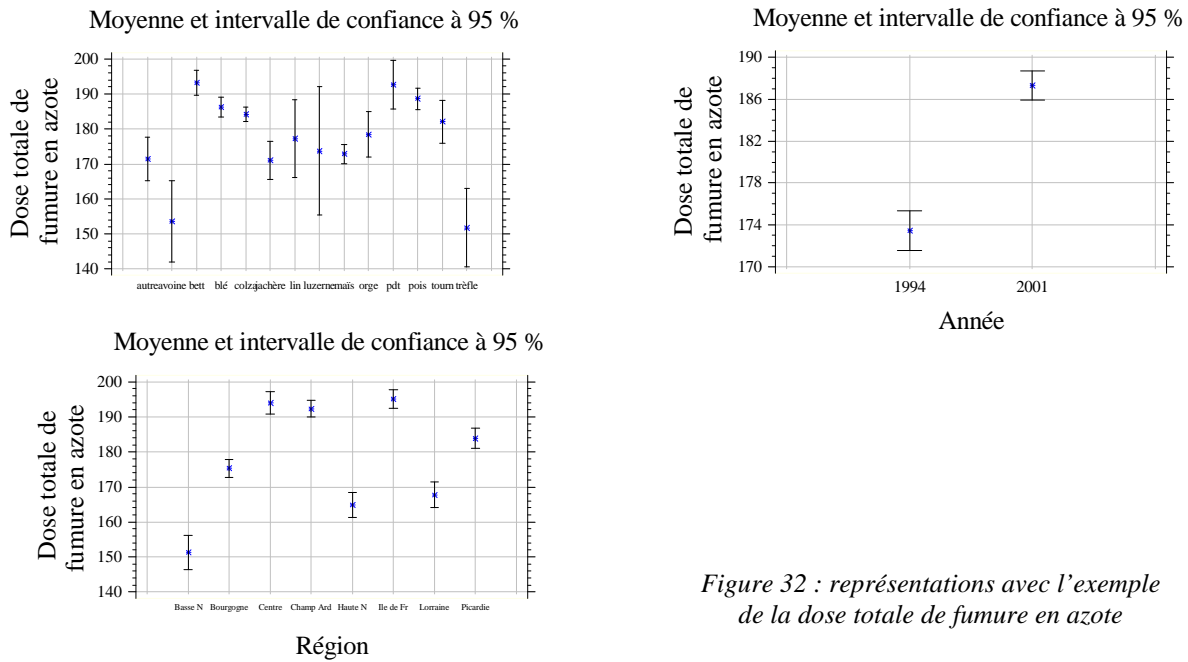 Moyenne et intervalle de confiance à 95 %
Dose totale de
fumure en azote
200
190
180
170
160
150
140
autre avoine bett blé colza jachère lin luzerne maïs orge pdt pois tourn trèfle
Moyenne et intervalle de confiance à 95 %
Dose totale de
fumure en azote
190
186
182
178
174
170
1994 2001
Année
Moyenne et intervalle de confiance à 95 %
Dose totale de
fumure en azote
200
190
180
170
160
150
140
Basse N Bourgogne Centre Champ Ard Haute N Ile de Fr Lorraine Picardie
Région
Figure 32 : représentations avec l’exemple
de la dose totale de fumure en azote